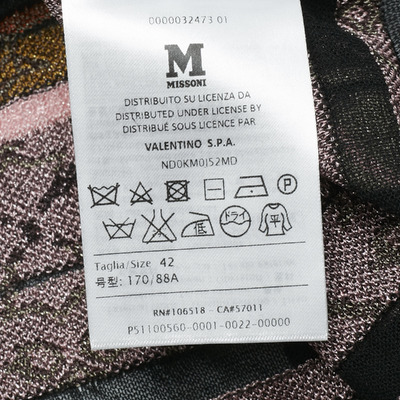 0000032473 01
M
MISSONI
DISTRIBUITO SU LICENZA DA
DISTRIBUTED UNDER LICENSE BY
DISTRIBUÉ SOUS LICENCE PAR
VALENTINO S.P.A.
ND0KM0J52MD
P
低 ドライ 平
Taglia/Size 42
号型: 170/88A
RN#106518 - CA#57011
P51100560-0001-0022-00000